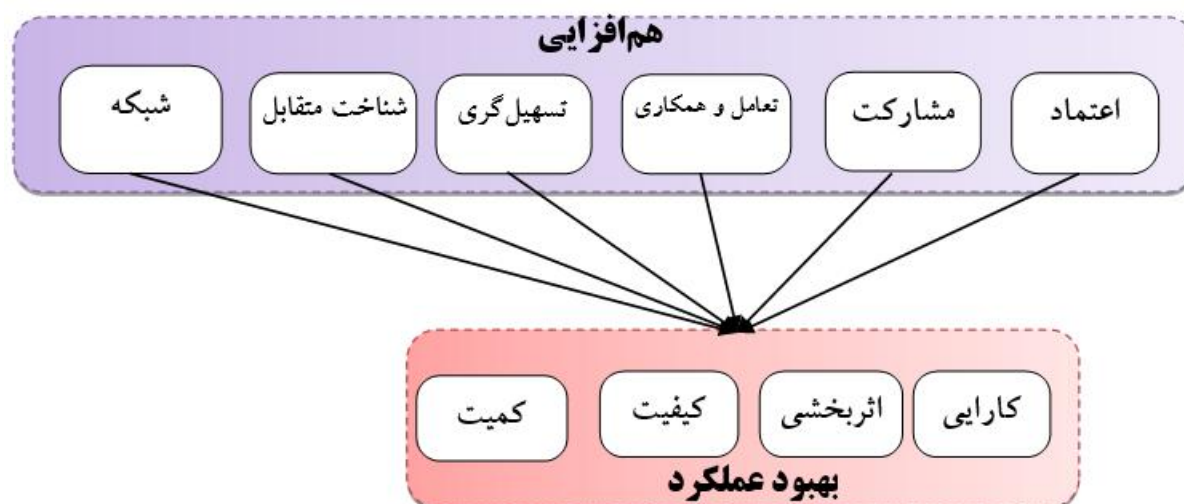 هم‌افزایی
اعتماد
مشارکت
تعامل و همکاری
تسهیل‌گری
شناخت متقابل
شبکه
کارایی
اثربخشی
کیفیت
کمیت
بهبود عملکرد